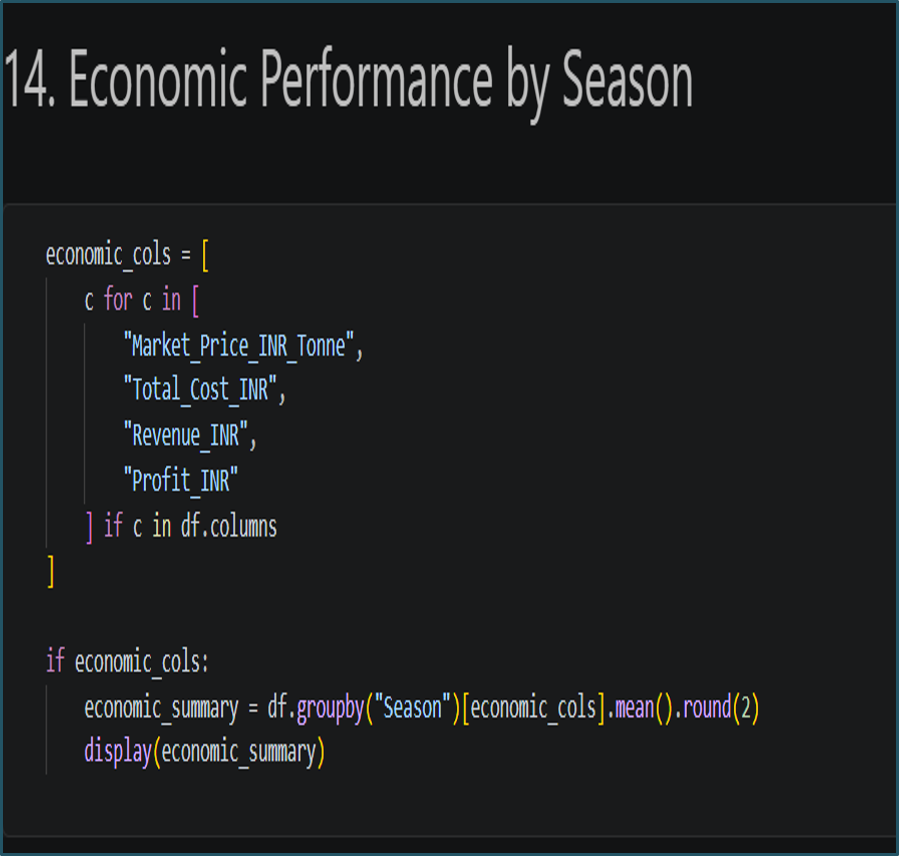 14. Economic Performance by Season
economic_cols = [
    c for c in [
        "Market_Price_INR_Tonne",
        "Total_Cost_INR",
        "Revenue_INR",
        "Profit_INR"
    ] if c in df.columns
]
if economic_cols:
    economic_summary = df.groupby("Season")[economic_cols].mean().round(2)
    display(economic_summary)